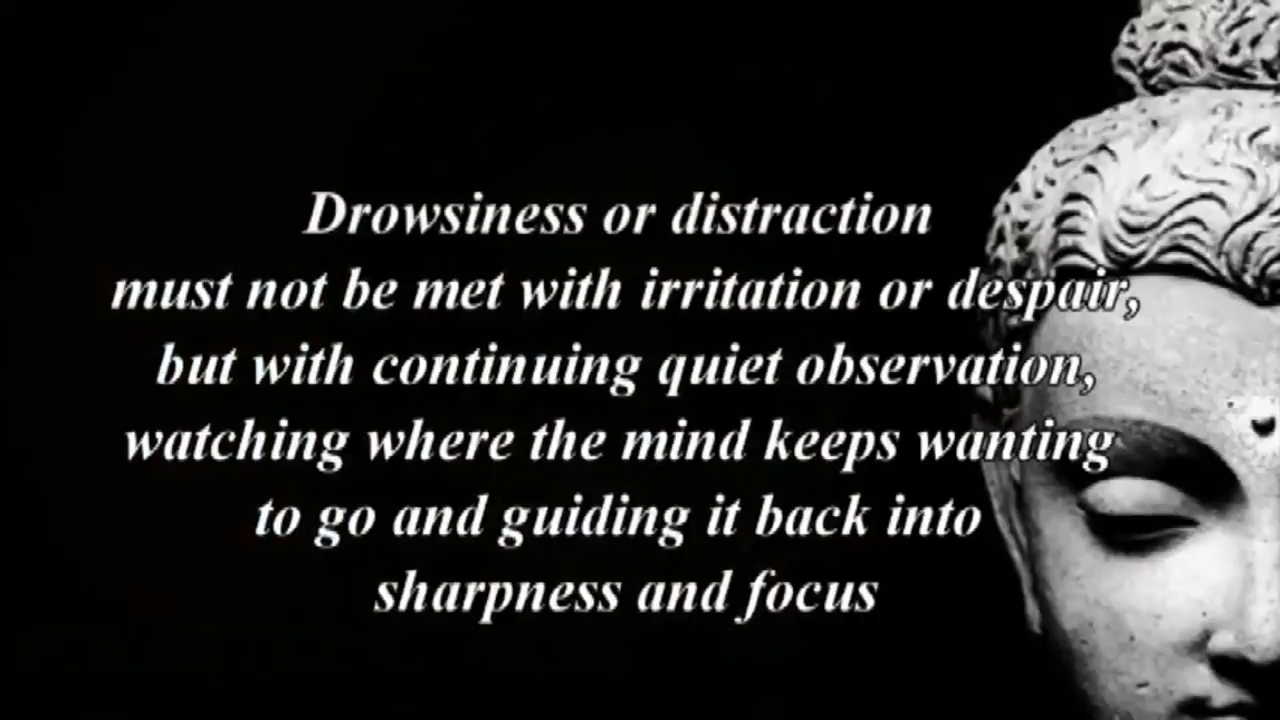 Drowsiness or distraction
must not be met with irritation or despair,
but with continuing quiet observation,
watching where the mind keeps wanting
to go and guiding it back into
sharpness and focus